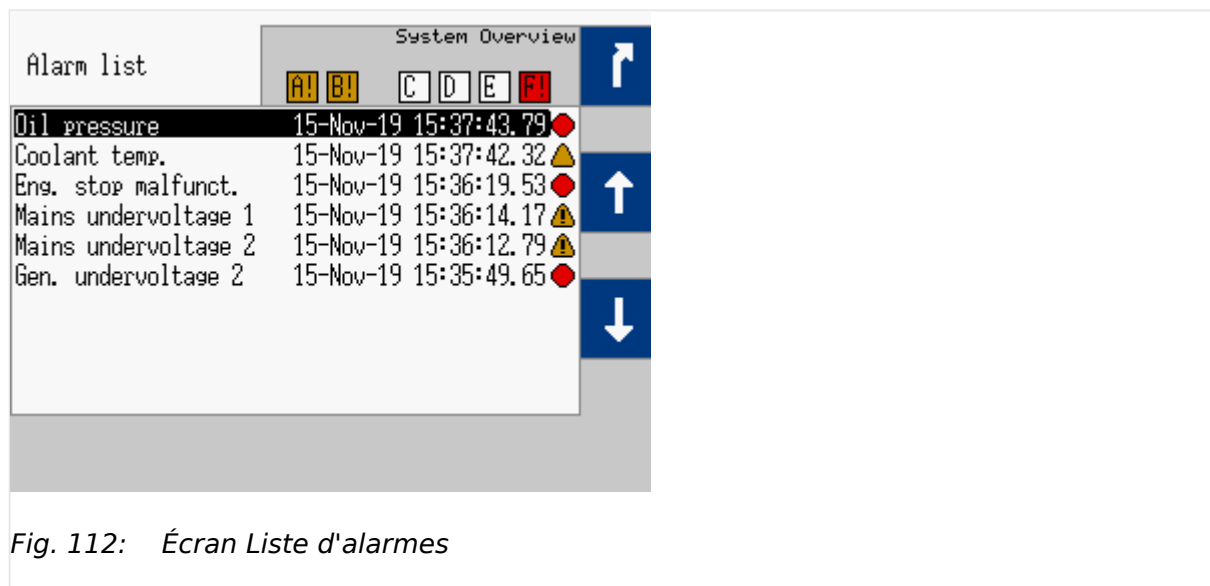 System Overview
Alarm list
A! B! C D E F!
Oil pressure 15-Nov-19 15:37:43.79
Coolant temp. 15-Nov-19 15:37:42.32
Eng. stop malfunct. 15-Nov-19 15:36:19.53
Mains undervoltage 1 15-Nov-19 15:36:14.17
Mains undervoltage 2 15-Nov-19 15:36:12.79
Gen. undervoltage 2 15-Nov-19 15:35:49.65
Fig. 112: Écran Liste d'alarmes